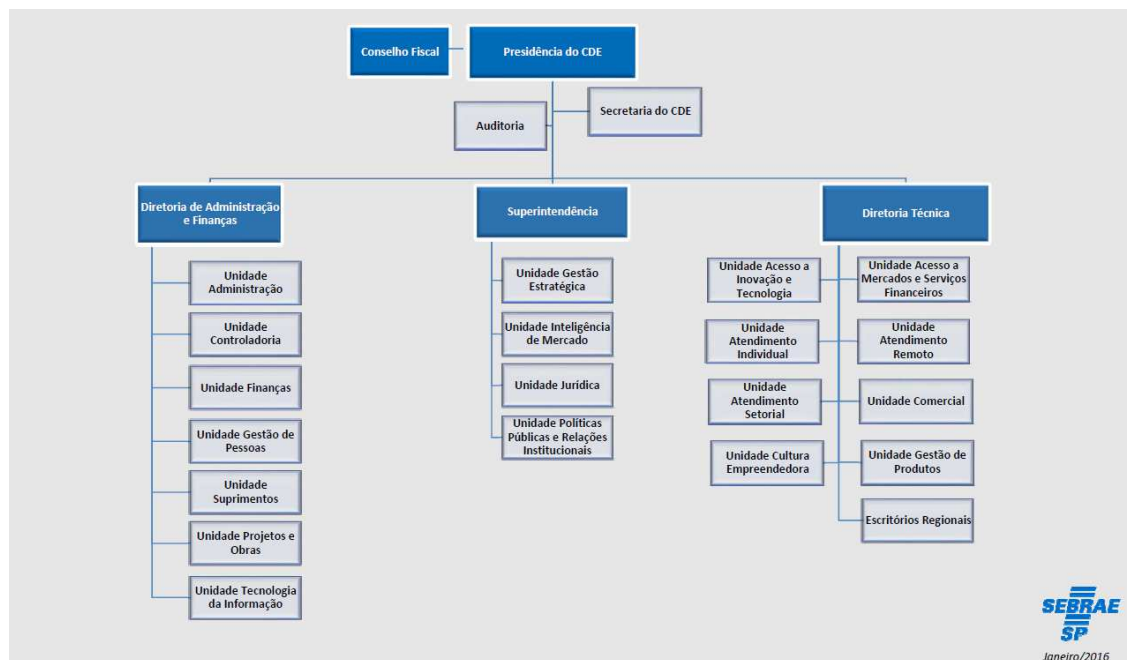 Conselho Fiscal
Presidência do CDE
Auditoria
Secretaria do CDE
Diretoria de Administração
e Finanças
Unidade
Administração
Unidade
Controladoria
Unidade Finanças
Unidade Gestão de
Pessoas
Unidade
Suprimentos
Unidade Projetos e
Obras
Unidade Tecnologia
da Informação
Superintendência
Unidade Gestão
Estratégica
Unidade Inteligência
de Mercado
Unidade Jurídica
Unidade Políticas
Públicas e Relações
Institucionais
Diretoria Técnica
Unidade Acesso a
Inovação e
Tecnologia
Unidade Acesso a
Mercados e Serviços
Financeiros
Unidade
Atendimento
Individual
Unidade
Atendimento
Remoto
Unidade
Atendimento
Setorial
Unidade Comercial
Unidade Cultura
Empreendedora
Unidade Gestão de
Produtos
Escritórios Regionais
SEBRAE
SP
Janeiro/2016